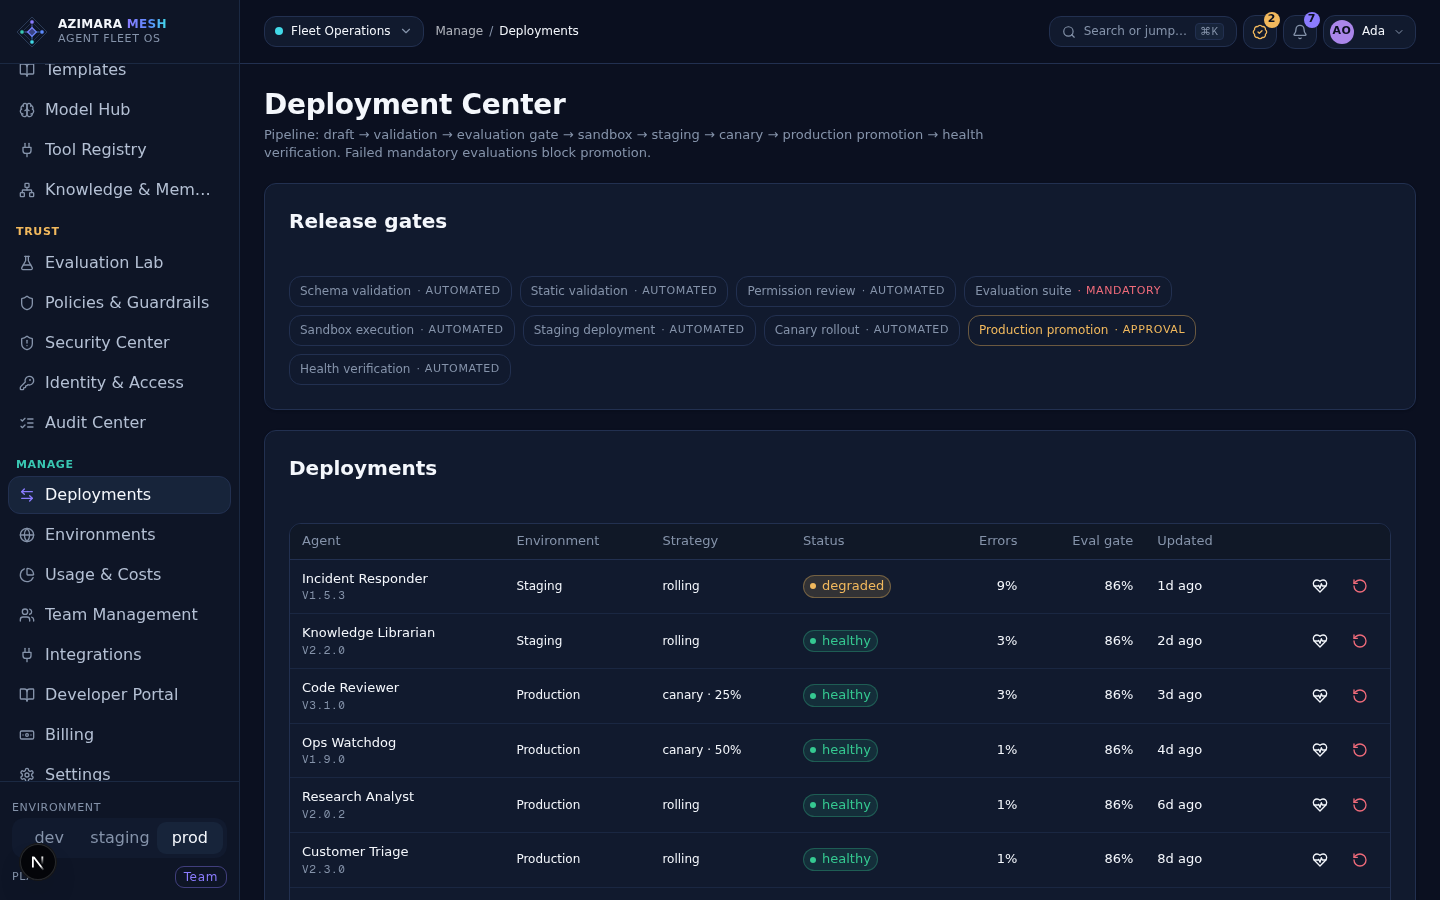 AZIMARA MESH
AGENT FLEET OS
Fleet Operations
Manage / Deployments
Search or jump... ⌘K
2
7
AO Ada
Templates
Model Hub
Tool Registry
Knowledge & Mem...
TRUST
Evaluation Lab
Policies & Guardrails
Security Center
Identity & Access
Audit Center
MANAGE
Deployments
Environments
Usage & Costs
Team Management
Integrations
Developer Portal
Billing
Settings
ENVIRONMENT
dev staging prod
N
Team
Deployment Center
Pipeline: draft → validation → evaluation gate → sandbox → staging → canary → production promotion → health
verification. Failed mandatory evaluations block promotion.
Release gates
Schema validation · AUTOMATED
Static validation · AUTOMATED
Permission review · AUTOMATED
Evaluation suite · MANDATORY
Sandbox execution · AUTOMATED
Staging deployment · AUTOMATED
Canary rollout · AUTOMATED
Production promotion · APPROVAL
Health verification · AUTOMATED
Deployments
Agent Environment Strategy Status Errors Eval gate Updated
Incident Responder Staging rolling degraded 9% 86% 1d ago
V1.5.3
Knowledge Librarian Staging rolling healthy 3% 86% 2d ago
V2.2.0
Code Reviewer Production canary · 25% healthy 3% 86% 3d ago
V3.1.0
Ops Watchdog Production canary · 50% healthy 1% 86% 4d ago
V1.9.0
Research Analyst Production rolling healthy 1% 86% 6d ago
V2.0.2
Customer Triage Production rolling healthy 1% 86% 8d ago
V2.3.0